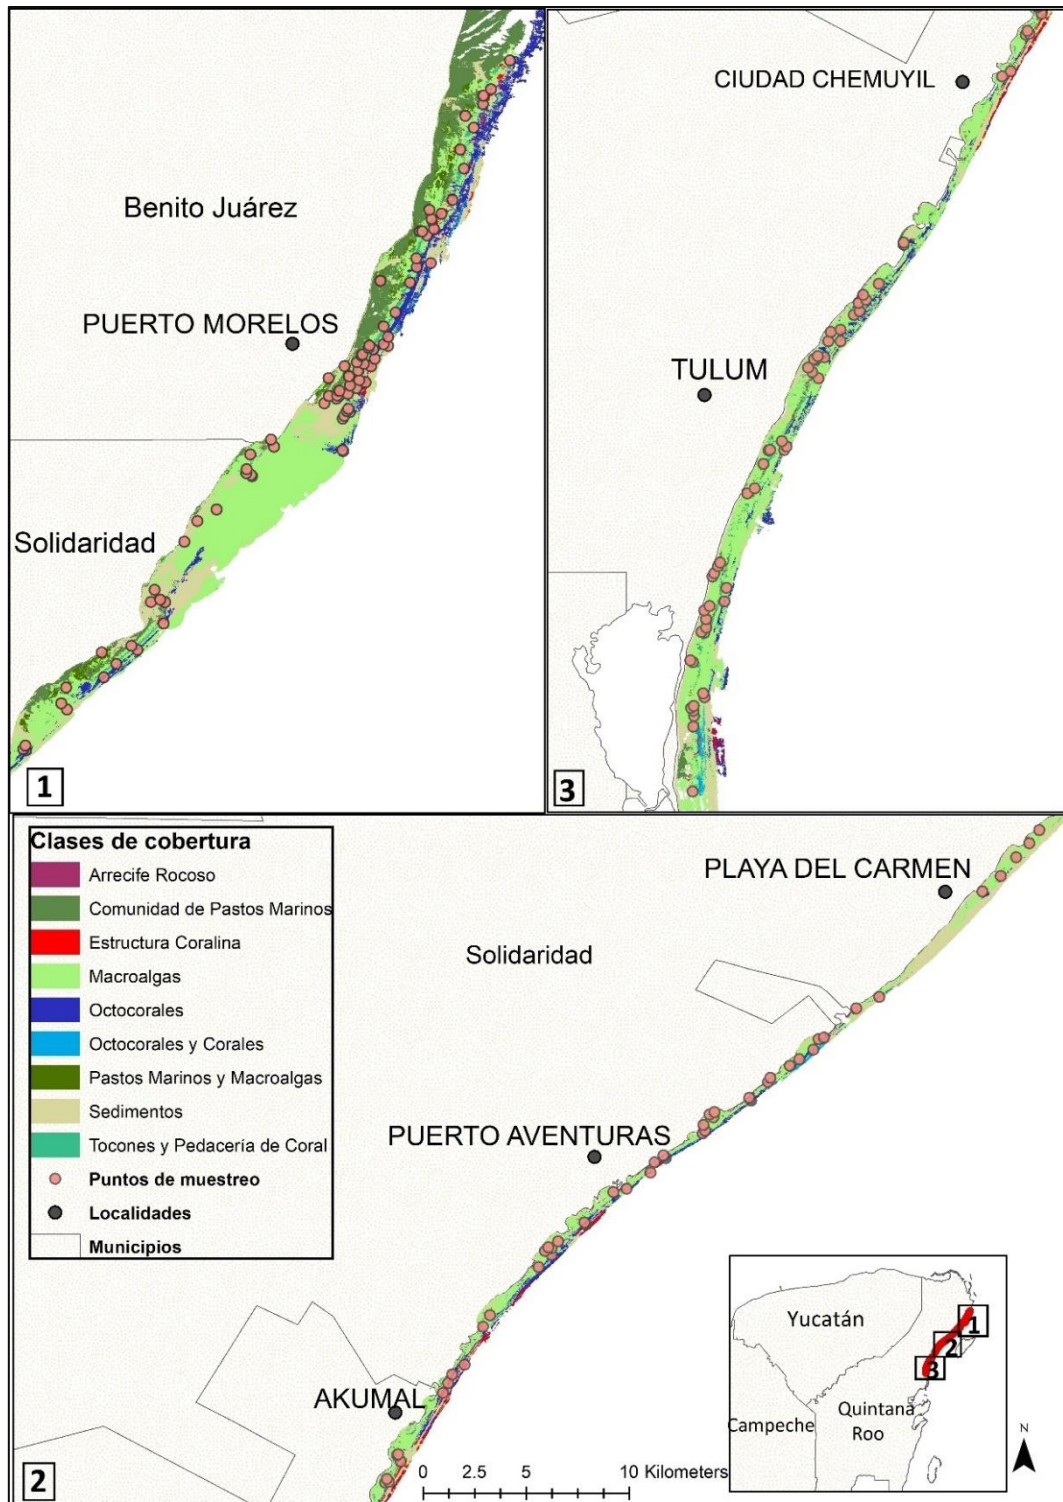 Benito Juárez
PUERTO MORELOS
Solidaridad
1
CIUDAD CHEMUYIL
TULUM
3
Clases de cobertura
Arrecife Rocoso
Comunidad de Pastos Marinos
Estructura Coralina
Macroalgas
Octocorales
Octocorales y Corales
Pastos Marinos y Macroalgas
Sedimentos
Tocones y Pedacería de Coral
Puntos de muestreo
Localidades
Municipios
PLAYA DEL CARMEN
Solidaridad
PUERTO AVENTURAS
AKUMAL
2
0 2.5 5 10 Kilometers
Yucatán
1
2
3
Quintana
Roo
Campeche
N